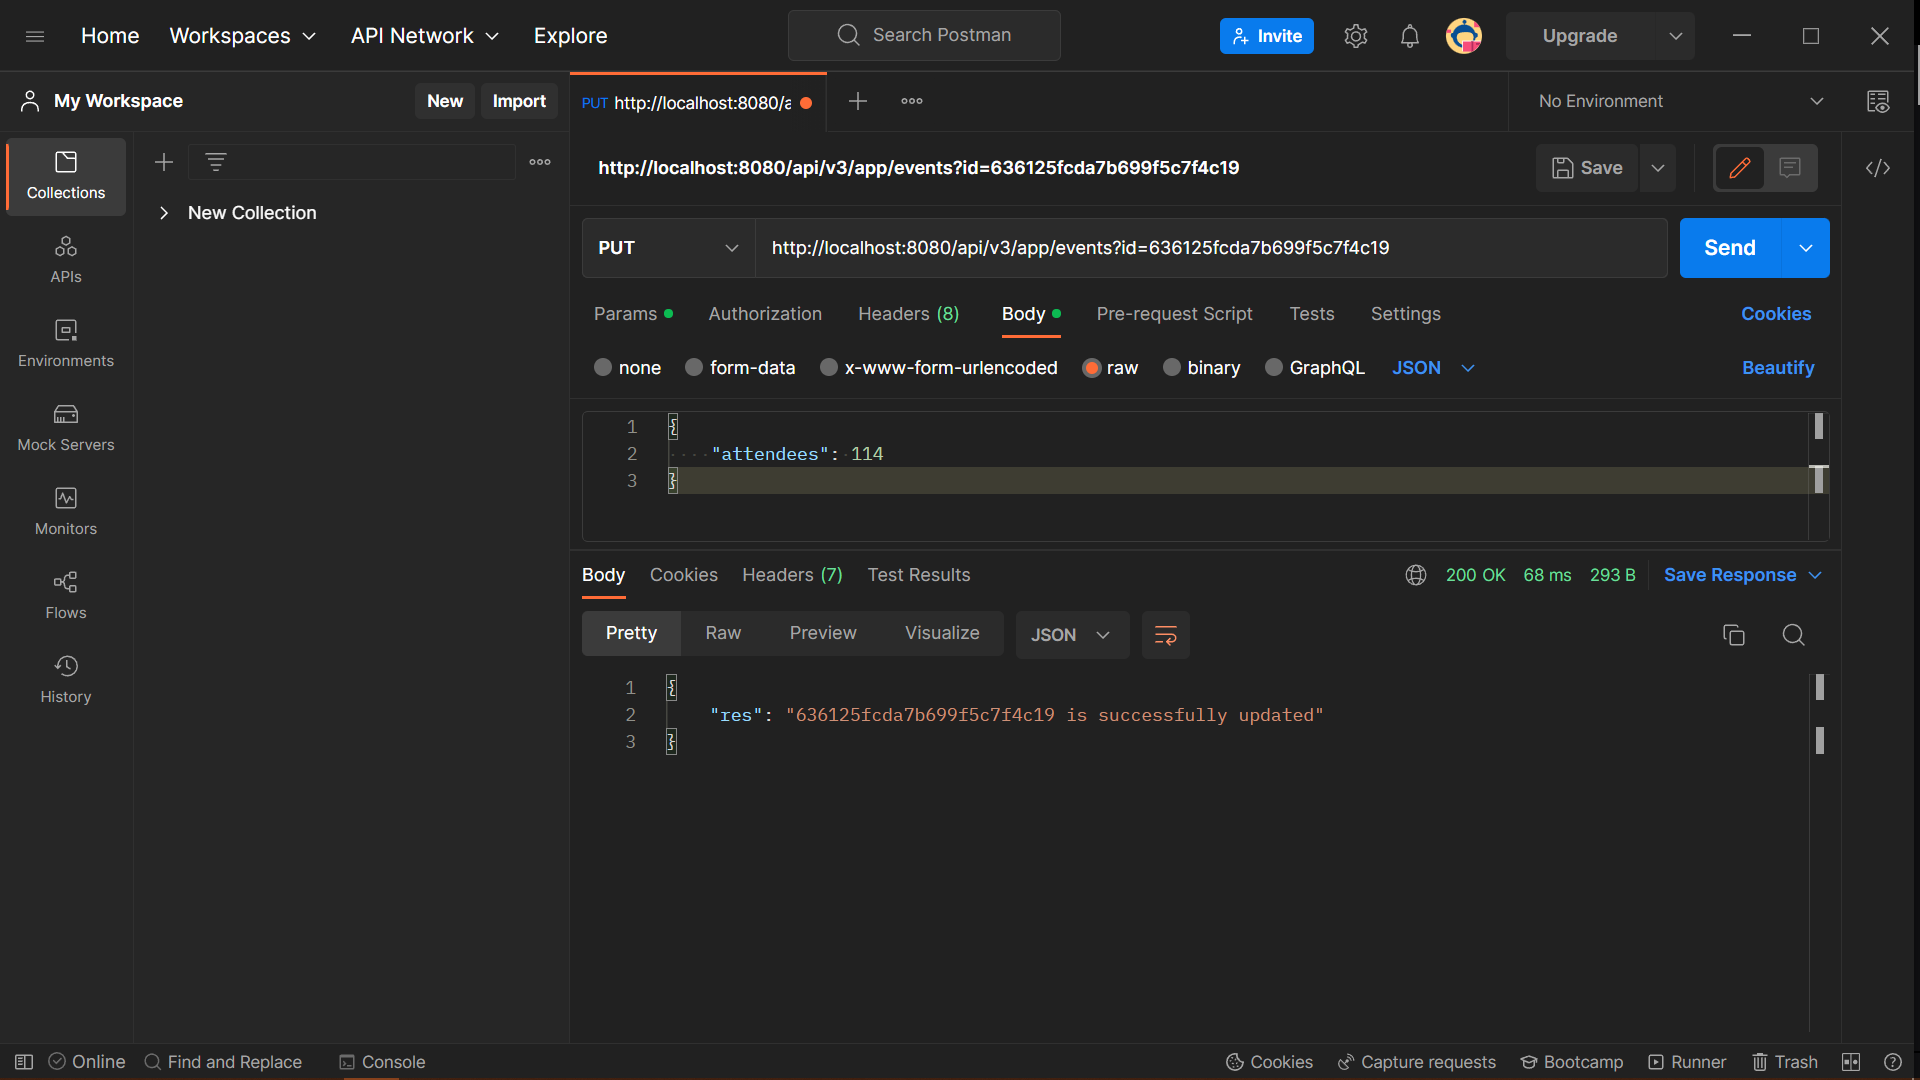 Home Workspaces API Network Explore Search Postman Invite Upgrade
My Workspace New Import PUT http://localhost:8080/a No Environment
http://localhost:8080/api/v3/app/events?id=636125fcda7b699f5c7f4c19 Save
Collections
New Collection
APIs
Environments
Mock Servers
Monitors
Flows
History
PUT http://localhost:8080/api/v3/app/events?id=636125fcda7b699f5c7f4c19 Send
Params Authorization Headers (8) Body Pre-request Script Tests Settings Cookies
none form-data x-www-form-urlencoded raw binary GraphQL JSON Beautify
1 {
2 "attendees": 114
3 }
Body Cookies Headers (7) Test Results 200 OK 68 ms 293 B Save Response
Pretty Raw Preview Visualize JSON
1 {
2 "res": "636125fcda7b699f5c7f4c19 is successfully updated"
3 }
Online Find and Replace Console Cookies Capture requests Bootcamp Runner Trash